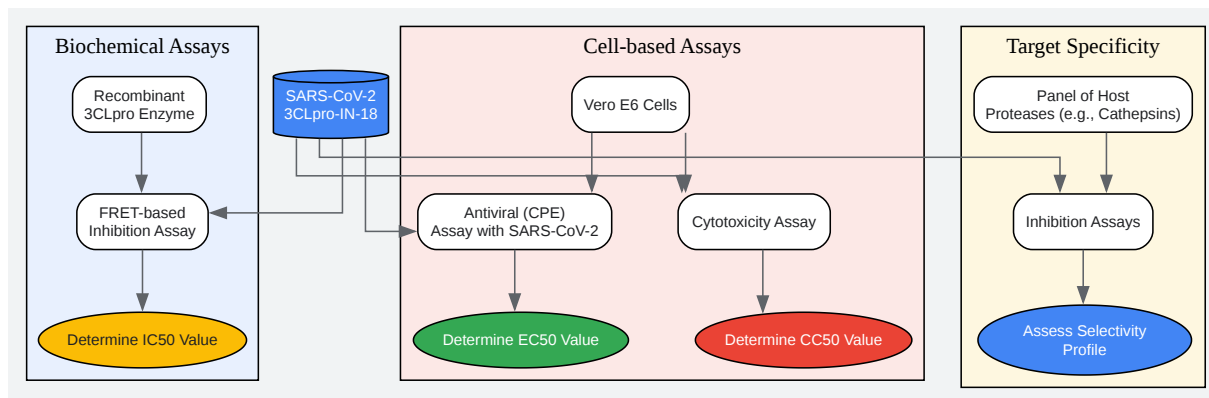 Biochemical Assays
Recombinant
3CLpro Enzyme
FRET-based
Inhibition Assay
Determine IC50 Value
SARS-CoV-2
3CLpro-IN-18
Cell-based Assays
Vero E6 Cells
Antiviral (CPE)
Assay with SARS-CoV-2
Cytotoxicity Assay
Determine EC50 Value
Determine CC50 Value
Target Specificity
Panel of Host
Proteases (e.g., Cathepsins)
Inhibition Assays
Assess Selectivity
Profile